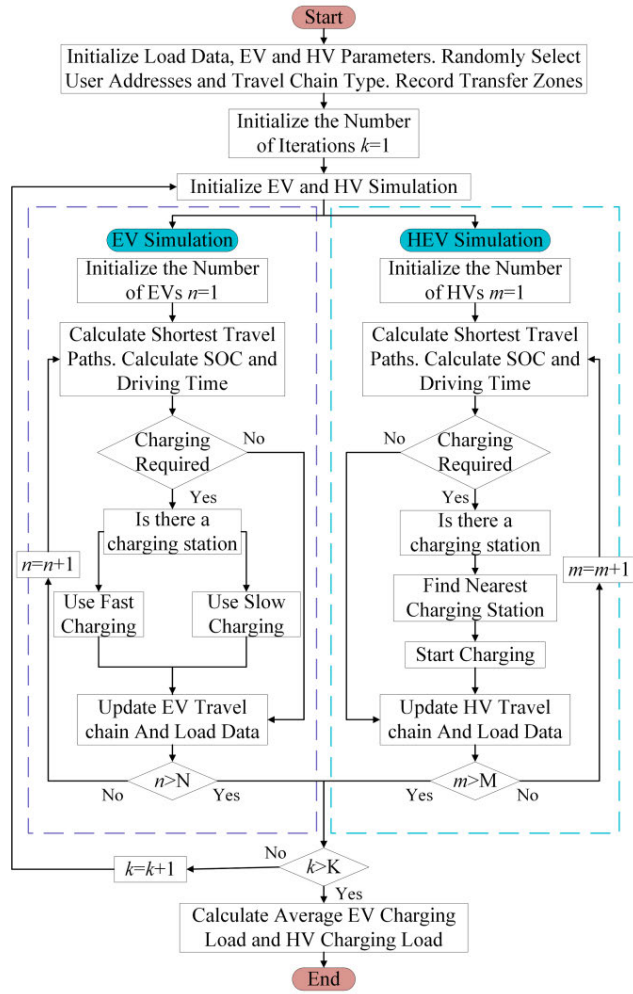 Start
Initialize Load Data, EV and HV Parameters. Randomly Select
User Addresses and Travel Chain Type. Record Transfer Zones
Initialize the Number
of Iterations k=1
Initialize EV and HV Simulation
EV Simulation
Initialize the Number
of EVs n=1
Calculate Shortest Travel
Paths. Calculate SOC and
Driving Time
Charging
Required
No
Yes
Is there a
charging station
n=n+1
Use Fast
Charging
Use Slow
Charging
Update EV Travel
chain And Load Data
n>N
No
Yes
HEV Simulation
Initialize the Number
of HVs m=1
Calculate Shortest Travel
Paths. Calculate SOC and
Driving Time
No
Charging
Required
Yes
Is there a
charging station
m=m+1
Find Nearest
Charging Station
Start Charging
Update HV Travel
chain And Load Data
Yes
m>M
No
k=k+1
No
k>K
Yes
Calculate Average EV Charging
Load and HV Charging Load
End